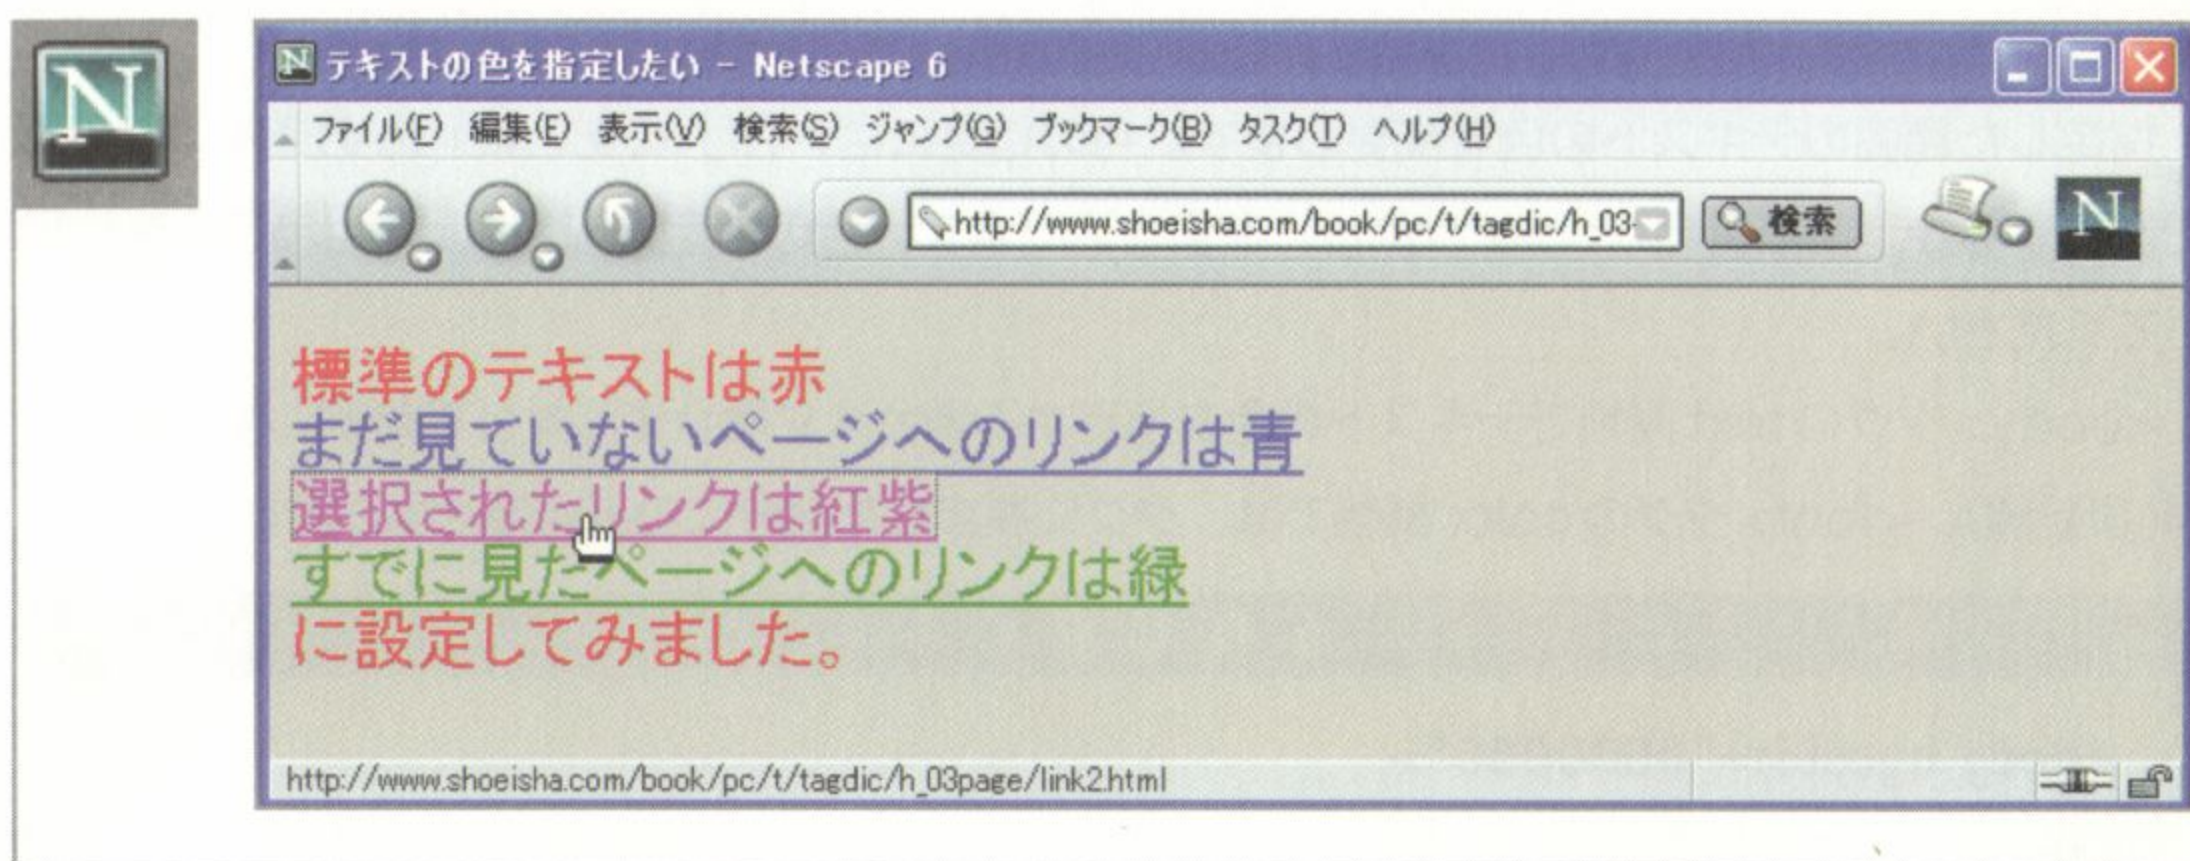 N
N テキストの色を指定したい - Netscape 6
ファイル(F) 編集(E) 表示(V) 検索(S) ジャンプ(G) ブックマーク(B) タスク(T) ヘルプ(H)
http://www.shoeisha.com/book/pc/t/tagdic/h_03- 検索 N
標準のテキストは赤
まだ見ていないページへのリンクは青
選択されたリンクは紅紫
すでに見たページへのリンクは緑
に設定してみました。
http://www.shoeisha.com/book/pc/t/tagdic/h_03page/link2.html